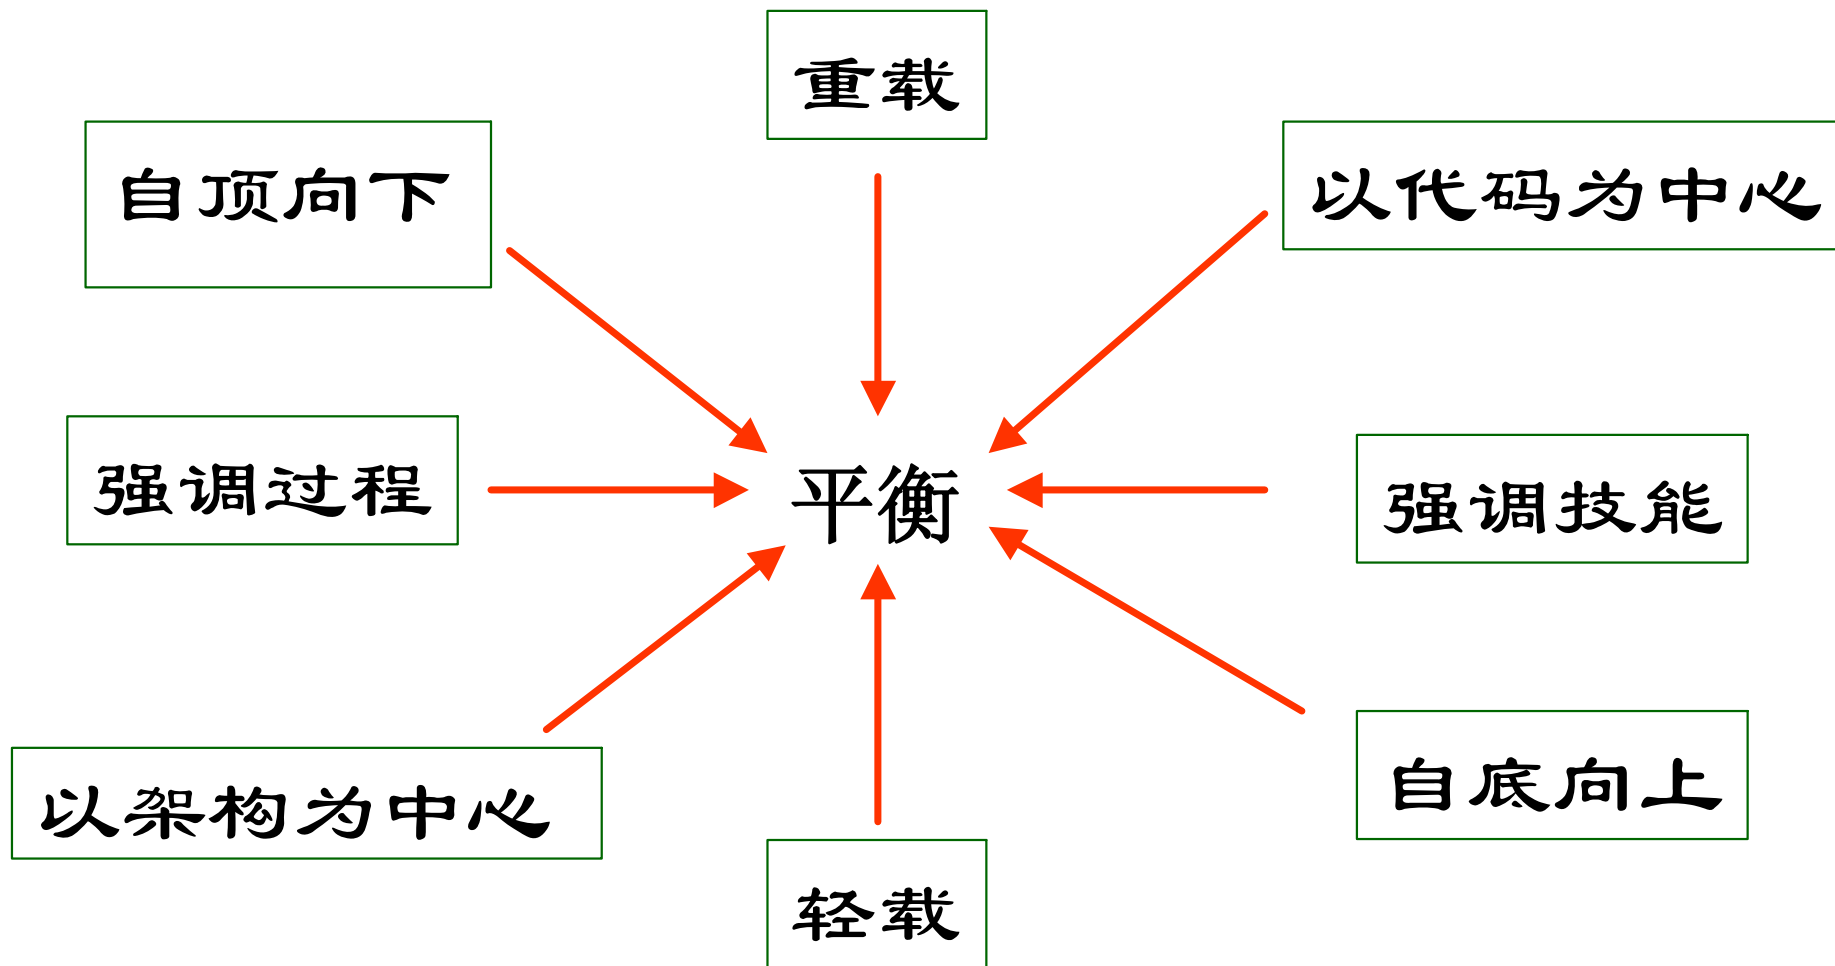 重载
自顶向下
以代码为中心
强调过程
平衡
强调技能
以架构为中心
自底向上
轻载